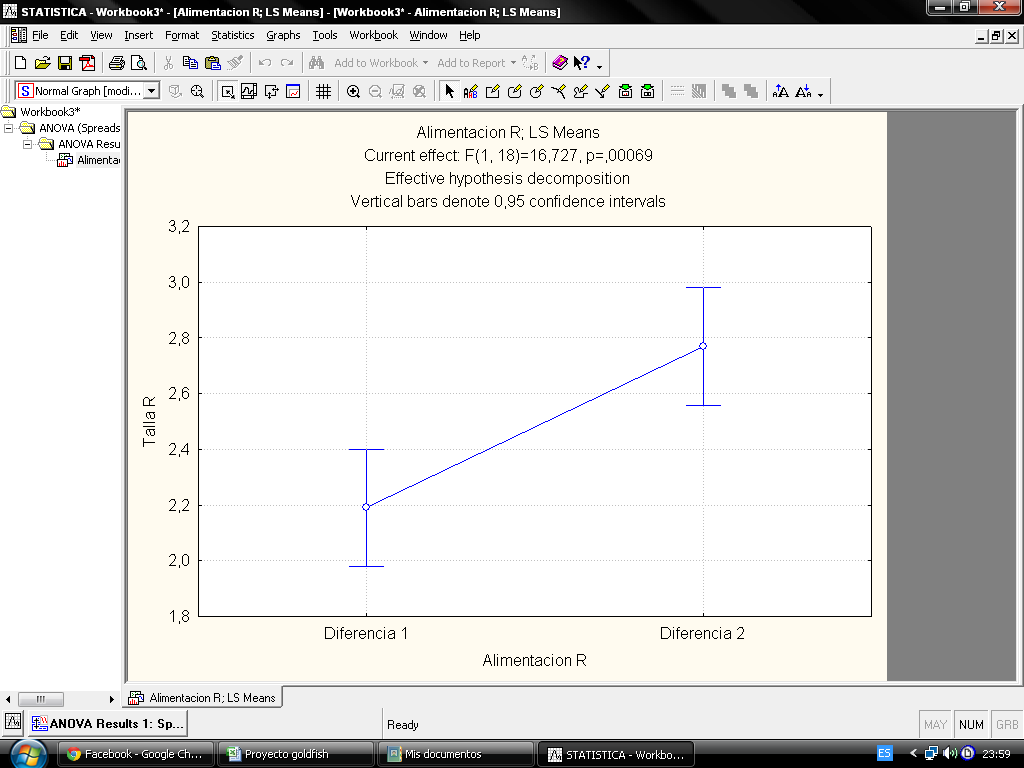 STATISTICA - Workbook3* - [Alimentacion R; LS Means] - [Workbook3* - Alimentacion R; LS Means]
File Edit View Insert Format Statistics Graphs Tools Workbook Window Help
Add to Workbook Add to Report
Normal Graph [modi...
Workbook3*
ANOVA (Spreads
ANOVA Resu
Alimenta
Alimentacion R; LS Means
Current effect: F(1, 18)=16,727, p=,00069
Effective hypothesis decomposition
Vertical bars denote 0,95 confidence intervals
3,2
3,0
2,8
2,6
2,4
2,2
2,0
1,8
Talla R
Diferencia 1 Diferencia 2
Alimentacion R
Alimentacion R; LS Means
ANOVA Results 1: Sp...
Ready
MAY NUM GRB
Facebook - Google Ch...
Proyecto goldfish
Mis documentos
STATISTICA - Workbo...
ES
23:59